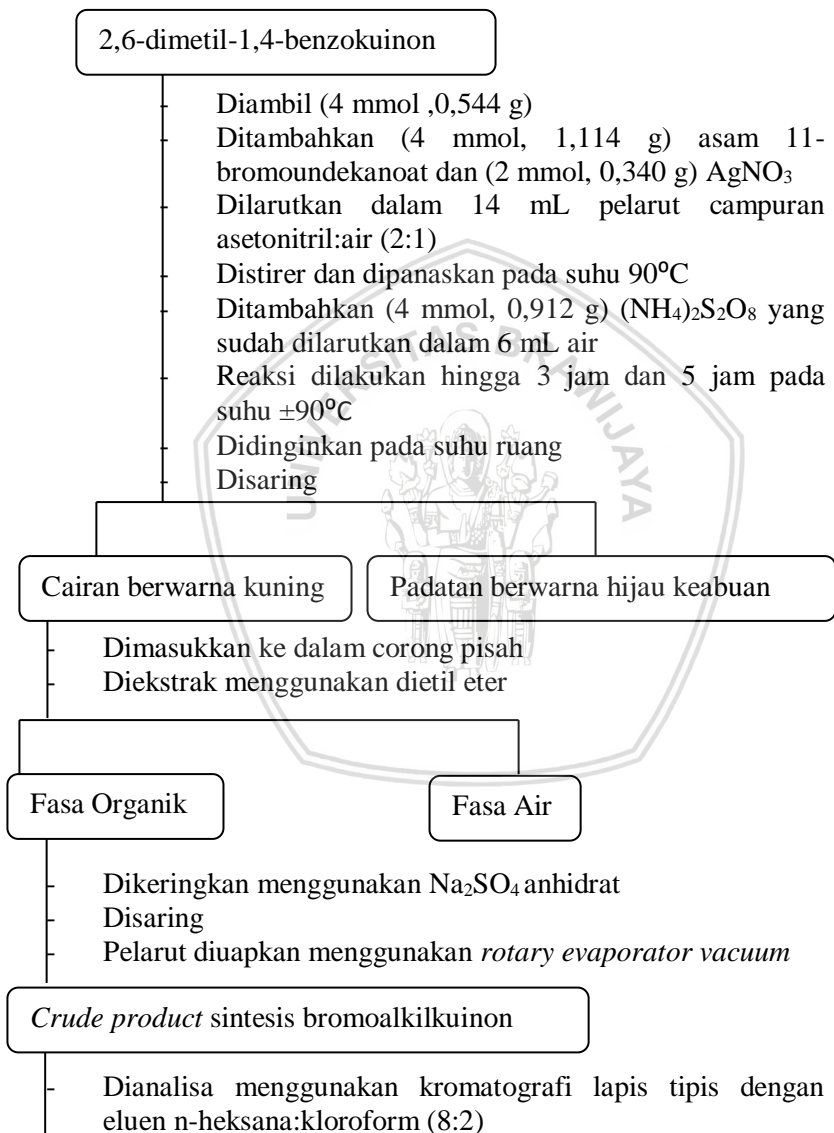 2,6-dimetil-1,4-benzokuinon
- Diambil (4 mmol ,0,544 g)
- Ditambahkan (4 mmol, 1,114 g) asam 11-
bromoundekanoat dan (2 mmol, 0,340 g) AgNO₃
- Dilarutkan dalam 14 mL pelarut campuran
asetonitril:air (2:1)
- Distirer dan dipanaskan pada suhu 90⁰C
- Ditambahkan (4 mmol, 0,912 g) (NH₄)₂S₂O₈ yang
sudah dilarutkan dalam 6 mL air
- Reaksi dilakukan hingga 3 jam dan 5 jam pada
suhu ±90⁰C
- Didinginkan pada suhu ruang
- Disaring
UNIVERSITAS BRAWIJAYA
Cairan berwarna kuning
Padatan berwarna hijau keabuan
- Dimasukkan ke dalam corong pisah
- Diekstrak menggunakan dietil eter
Fasa Organik
Fasa Air
- Dikeringkan menggunakan Na₂SO₄ anhidrat
- Disaring
- Pelarut diuapkan menggunakan rotary evaporator vacuum
Crude product sintesis bromoalkilkuinon
- Dianalisa menggunakan kromatografi lapis tipis dengan
eluen n-heksana:kloroform (8:2)